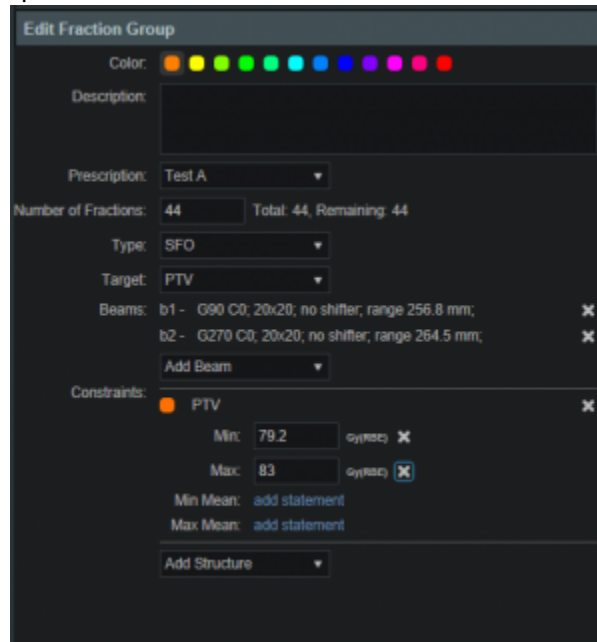 Edit Fraction Group
Color:
Description:
Prescription: Test A
Number of Fractions: 44 Total: 44, Remaining: 44
Type: SFO
Target: PTV
Beams: b1 - G90 C0; 20x20; no shifter; range 256.8 mm;
b2 - G270 C0; 20x20; no shifter; range 264.5 mm;
Add Beam
Constraints:
PTV
Min: 79.2 Gy(RBE)
Max: 83 Gy(RBE)
Min Mean: add statement
Max Mean: add statement
Add Structure